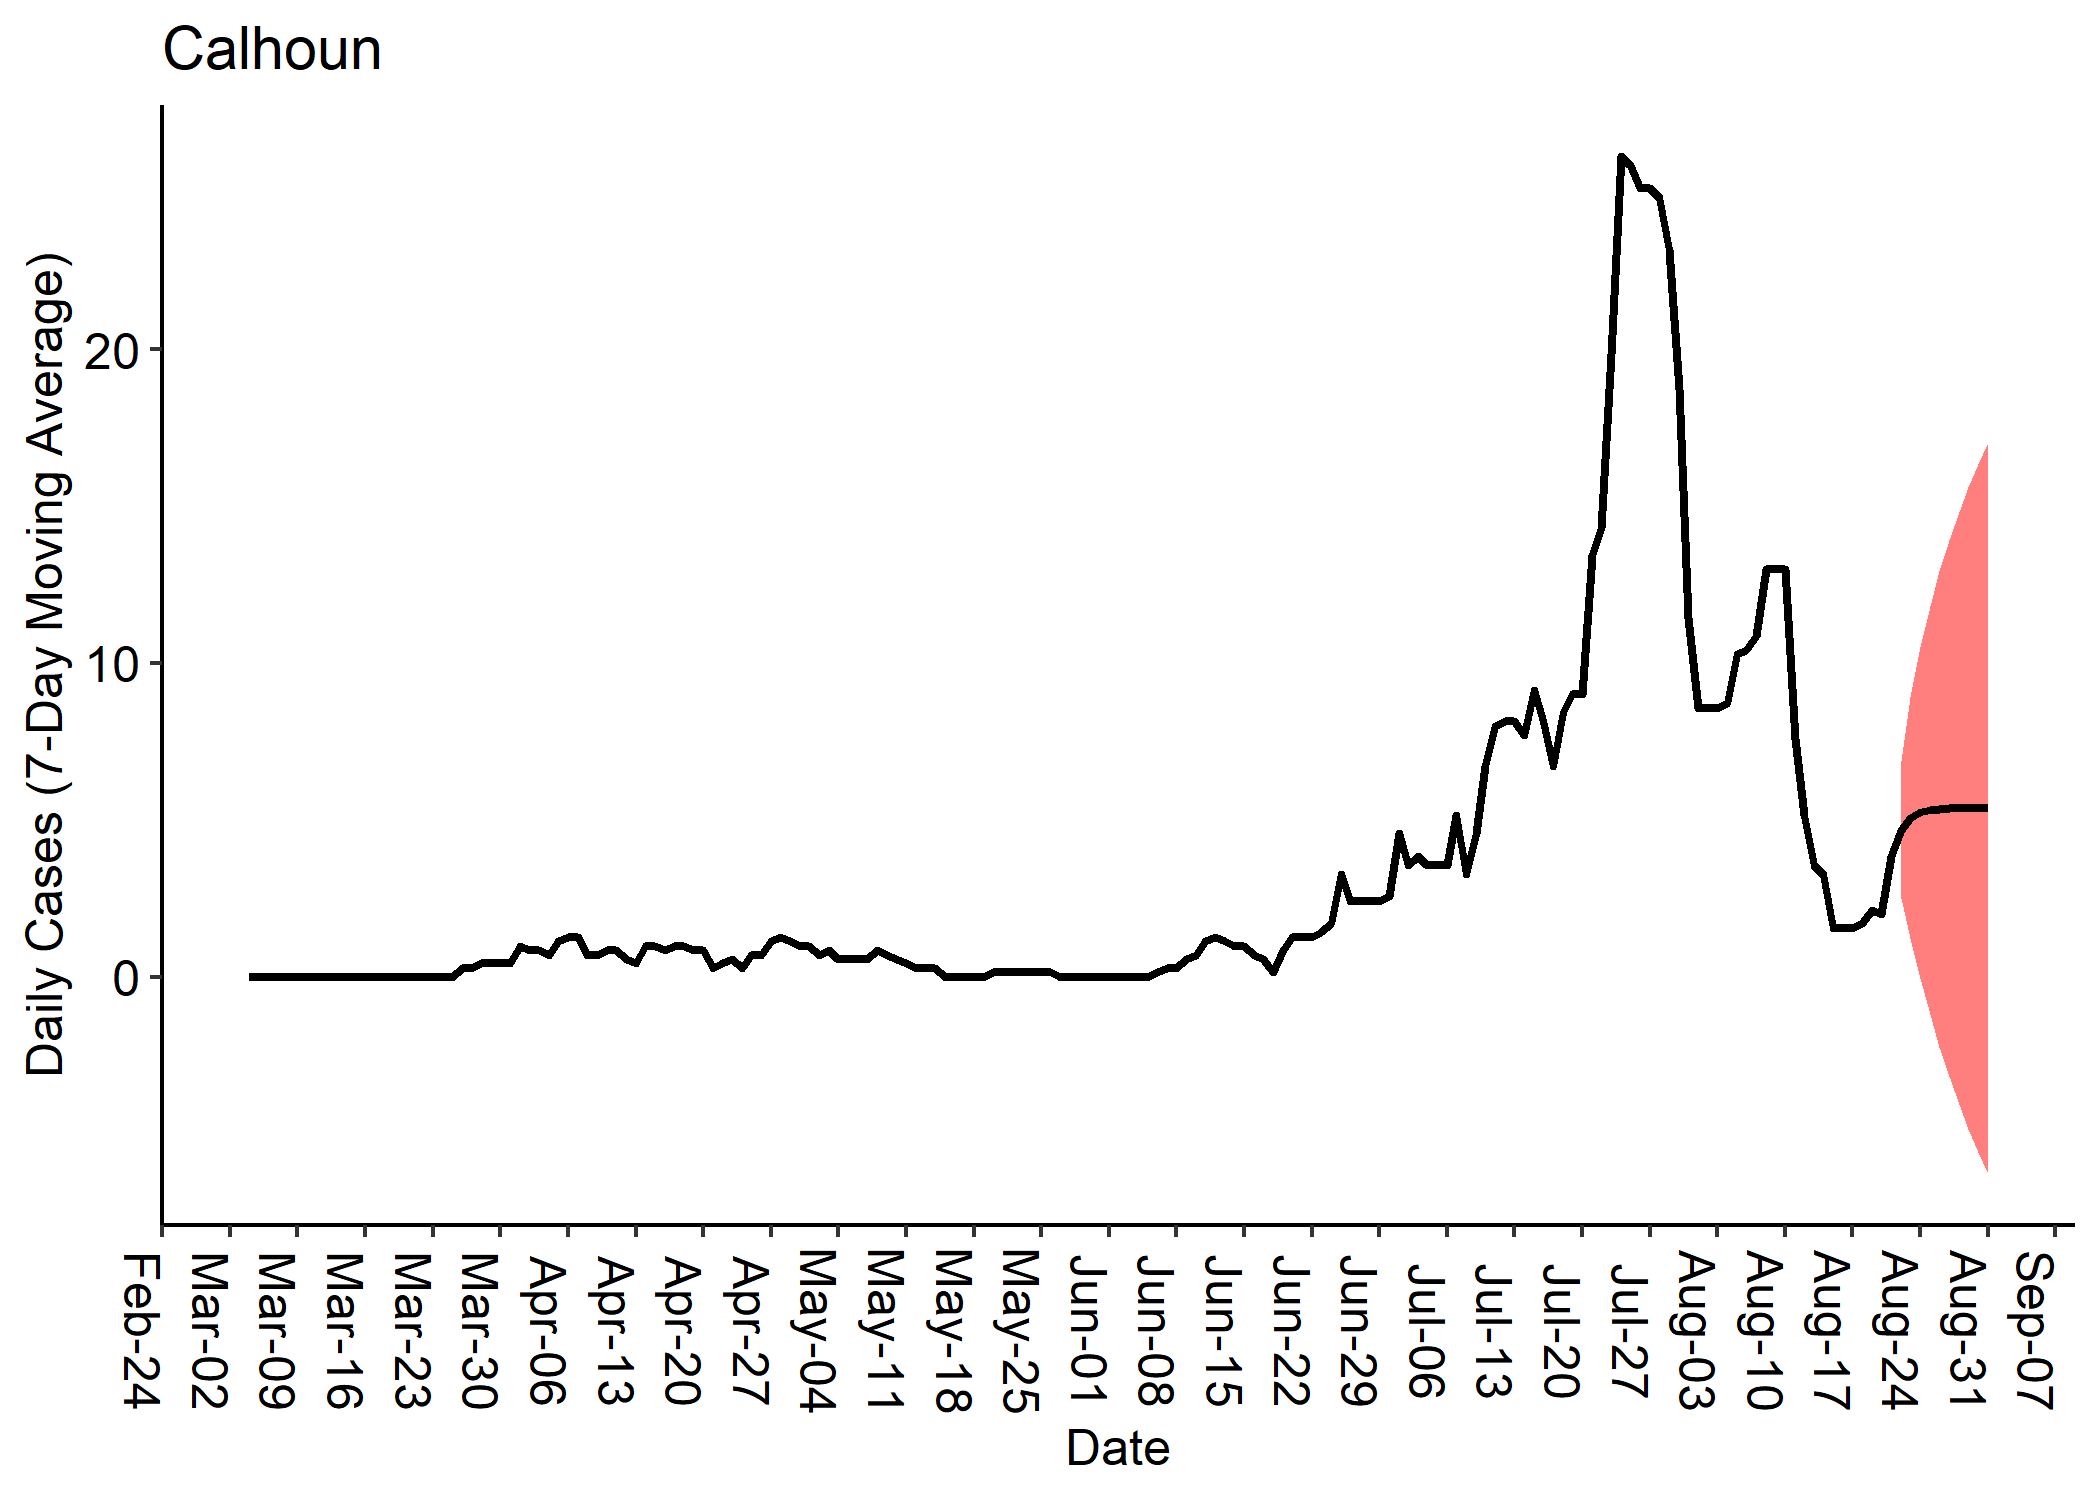 Calhoun
Daily Cases (7-Day Moving Average)
20
10
0
Feb-24
Mar-02
Mar-09
Mar-16
Mar-23
Mar-30
Apr-06
Apr-13
Apr-20
Apr-27
May-04
May-11
May-18
May-25
Jun-01
Jun-08
Jun-15
Jun-22
Jun-29
Jul-06
Jul-13
Jul-20
Jul-27
Aug-03
Aug-10
Aug-17
Aug-24
Aug-31
Sep-07
Date